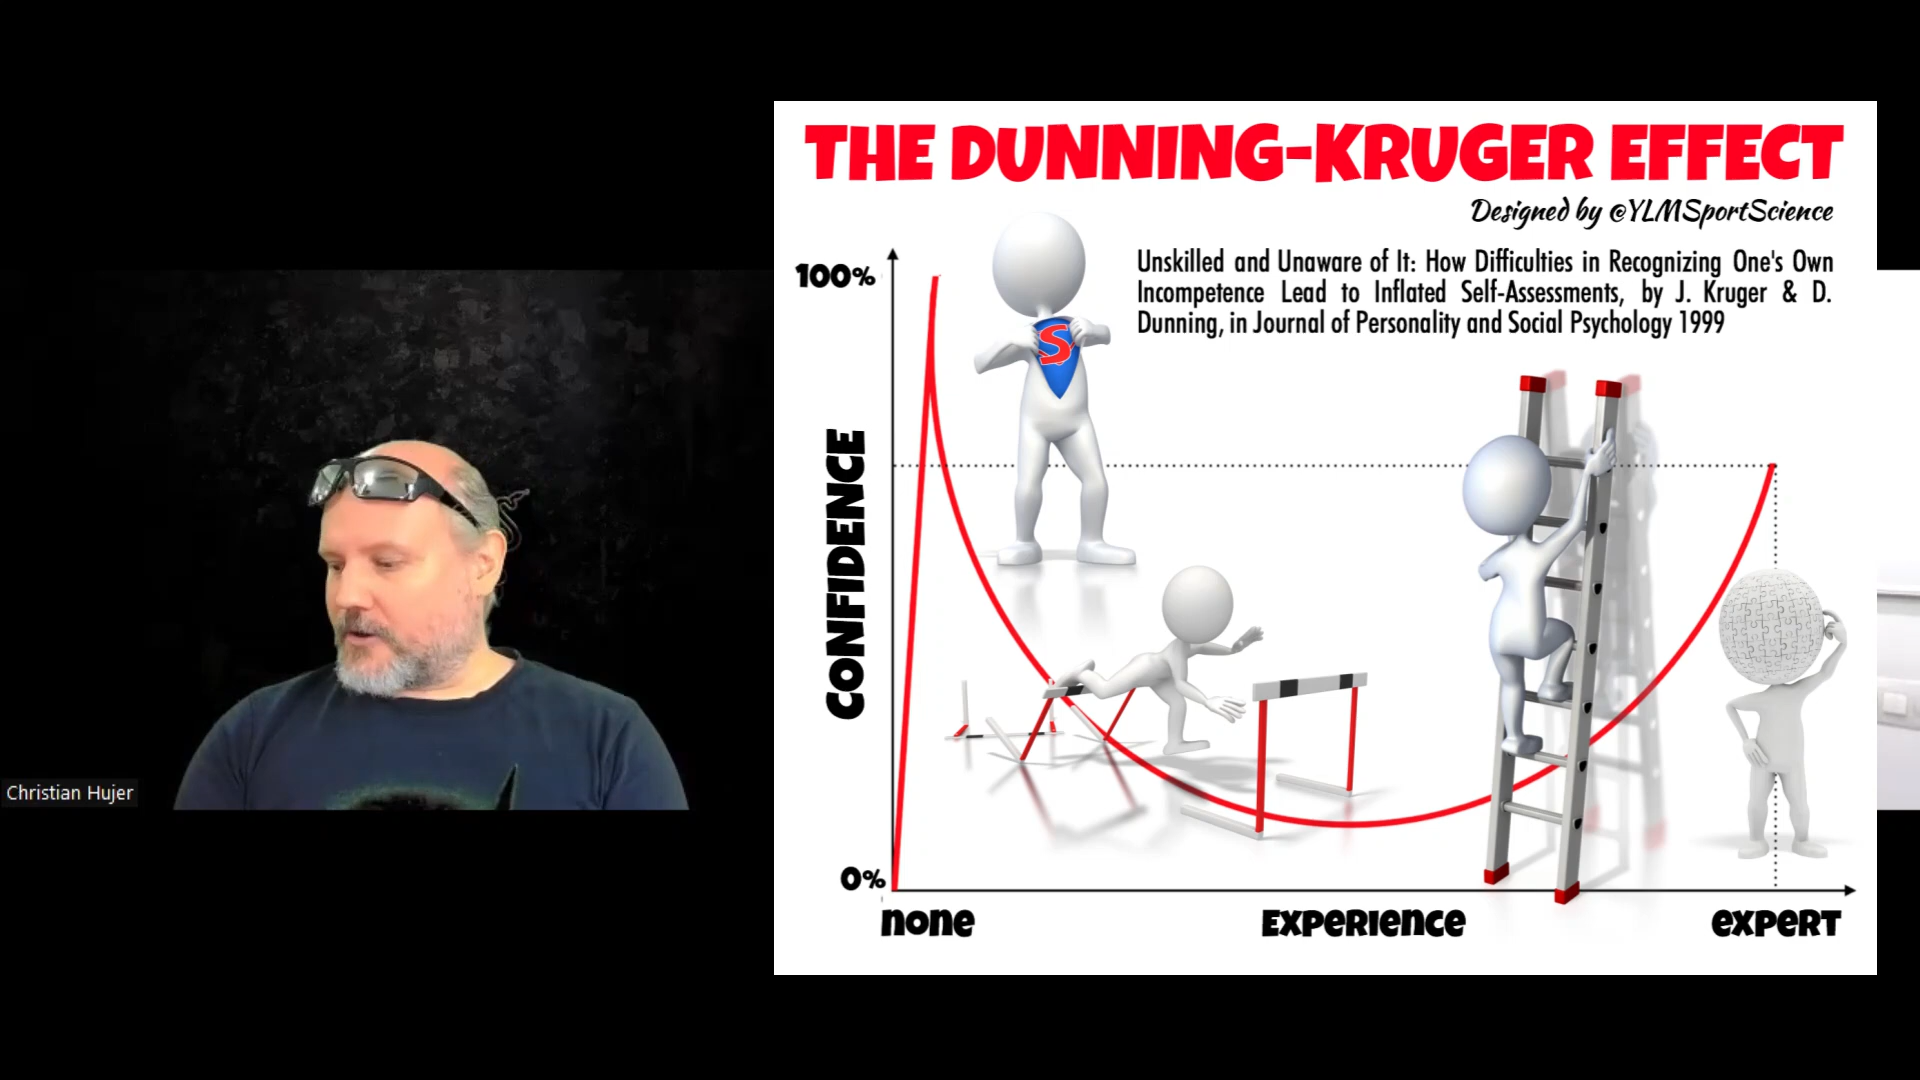 THE DUNNING-KRUGER EFFECT
Designed by @YLMSportScience
Unskilled and Unaware of It: How Difficulties in Recognizing One's Own
Incompetence Lead to Inflated Self-Assessments, by J. Kruger & D.
Dunning, in Journal of Personality and Social Psychology 1999
100%
S
CONFIDENCE
0%
none
EXPERIENCE
EXPERT
Christian Hujer